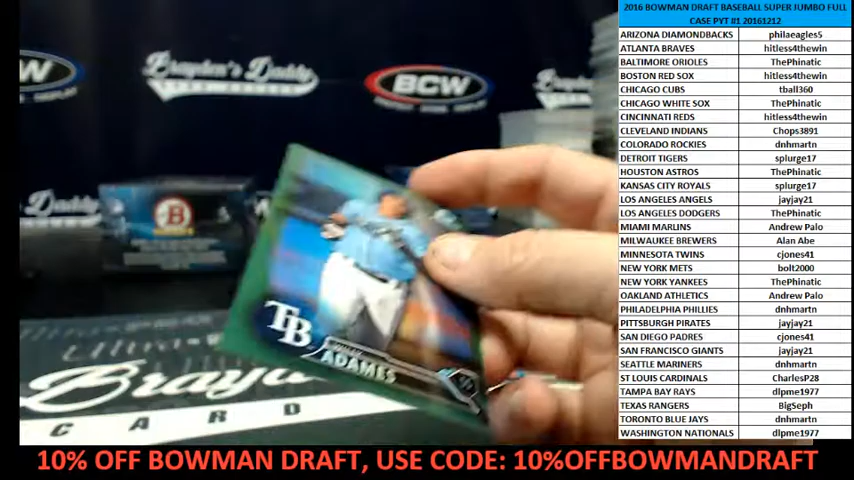 2016 BOWMAN DRAFT BASEBALL SUPER JUMBO FULL
CASE PYT #1 20161212
ARIZONA DIAMONDBACKS philaeagles5
ATLANTA BRAVES hitless4thewin
BALTIMORE ORIOLES ThePhinatic
BOSTON RED SOX hitless4thewin
CHICAGO CUBS tball360
CHICAGO WHITE SOX ThePhinatic
CINCINNATI REDS hitless4thewin
CLEVELAND INDIANS Chops3891
COLORADO ROCKIES dnhmartn
DETROIT TIGERS splurge17
HOUSTON ASTROS ThePhinatic
KANSAS CITY ROYALS splurge17
LOS ANGELES ANGELS jayjay21
LOS ANGELES DODGERS ThePhinatic
MIAMI MARLINS Andrew Palo
MILWAUKEE BREWERS Alan Abe
MINNESOTA TWINS cjones41
NEW YORK METS bolt2000
NEW YORK YANKEES ThePhinatic
OAKLAND ATHLETICS Andrew Palo
PHILADELPHIA PHILLIES dnhmartn
PITTSBURGH PIRATES jayjay21
SAN DIEGO PADRES cjones41
SAN FRANCISCO GIANTS jayjay21
SEATTLE MARINERS dnhmartn
ST LOUIS CARDINALS CharlesP28
TAMPA BAY RAYS dlpme1977
TEXAS RANGERS BigSeph
TORONTO BLUE JAYS dnhmartn
WASHINGTON NATIONALS dlpme1977
Brayden's Daddy
BCW
B
TB
ADAMES
Brayde
CARD
10% OFF BOWMAN DRAFT, USE CODE: 10%OFFBOWMANDRAFT